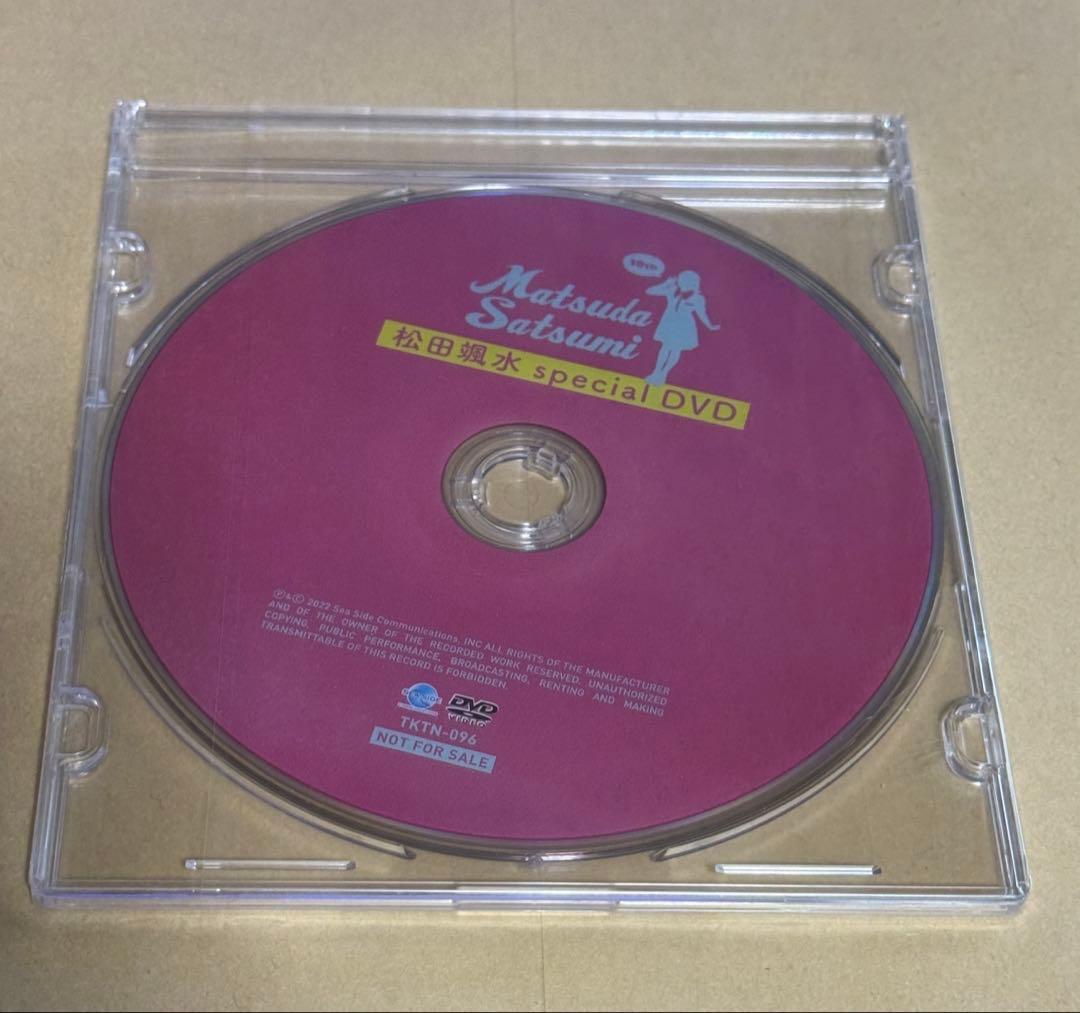 Matsuda
Satsumi
松田颯水 special DVD
Ⓟ&Ⓒ 2022 Sea Side Communications, INC ALL RIGHTS OF THE MANUFACTURER
AND OF THE OWNER OF THE RECORDED WORK RESERVED. UNAUTHORIZED
COPYING, PUBLIC PERFORMANCE, BROADCASTING, RENTING AND MAKING
TRANSMITTABLE OF THIS RECORD IS FORBIDDEN.
DVD
VIDEO
TKTN-096
NOT FOR SALE